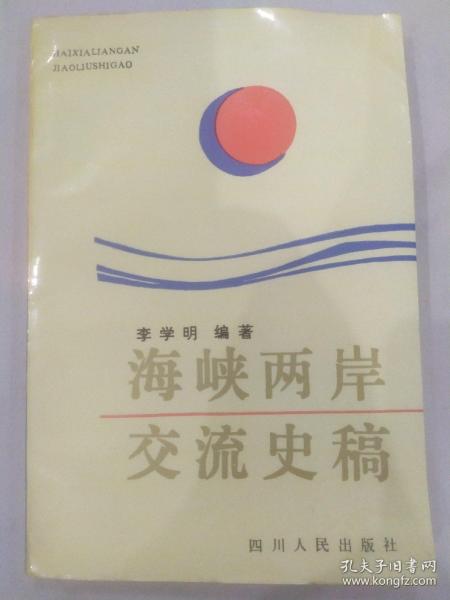 HAIXIALIANGAN
JIAOLIUSHIGAO
李学明 编著
海峡两岸
交流史稿
四川人民出版社
孔夫子旧书网
www.kongfz.com